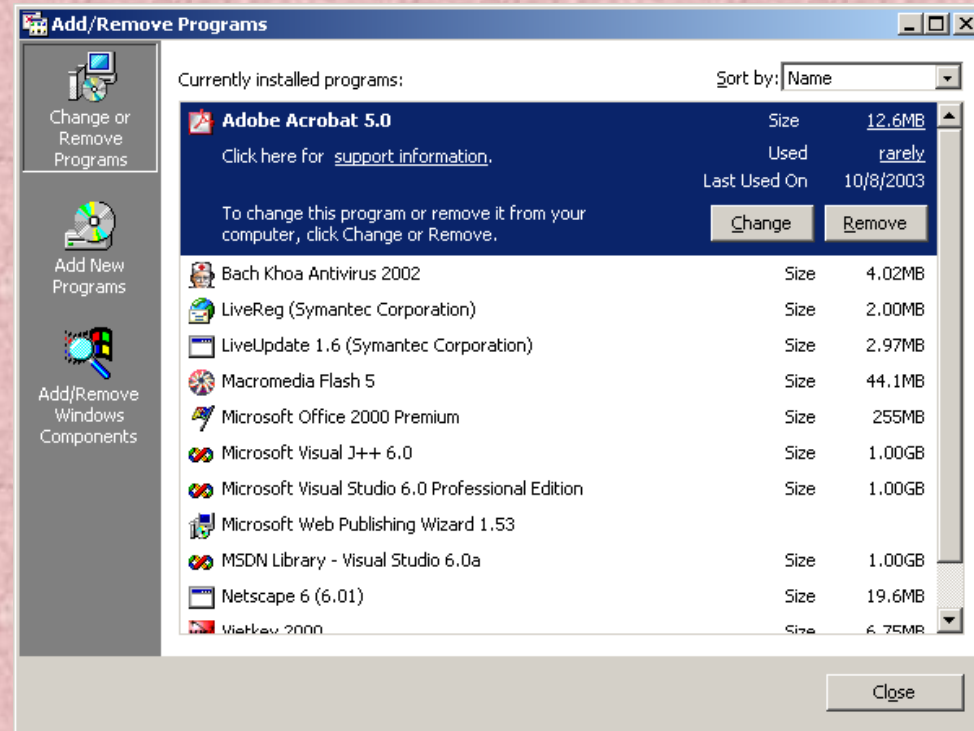 Add/Remove Programs
Change or
Remove
Programs
Add New
Programs
Add/Remove
Windows
Components
Currently installed programs:
Sort by: Name
Adobe Acrobat 5.0 Size 12.6MB
Click here for support information. Used rarely
Last Used On 10/8/2003
To change this program or remove it from your
computer, click Change or Remove.
Change Remove
Bach Khoa Antivirus 2002 Size 4.02MB
LiveReg (Symantec Corporation) Size 2.00MB
LiveUpdate 1.6 (Symantec Corporation) Size 2.97MB
Macromedia Flash 5 Size 44.1MB
Microsoft Office 2000 Premium Size 255MB
Microsoft Visual J++ 6.0 Size 1.00GB
Microsoft Visual Studio 6.0 Professional Edition Size 1.00GB
Microsoft Web Publishing Wizard 1.53
MSDN Library - Visual Studio 6.0a Size 1.00GB
Netscape 6 (6.01) Size 19.6MB
Vietkey 2000 Size 6.75MB
Close